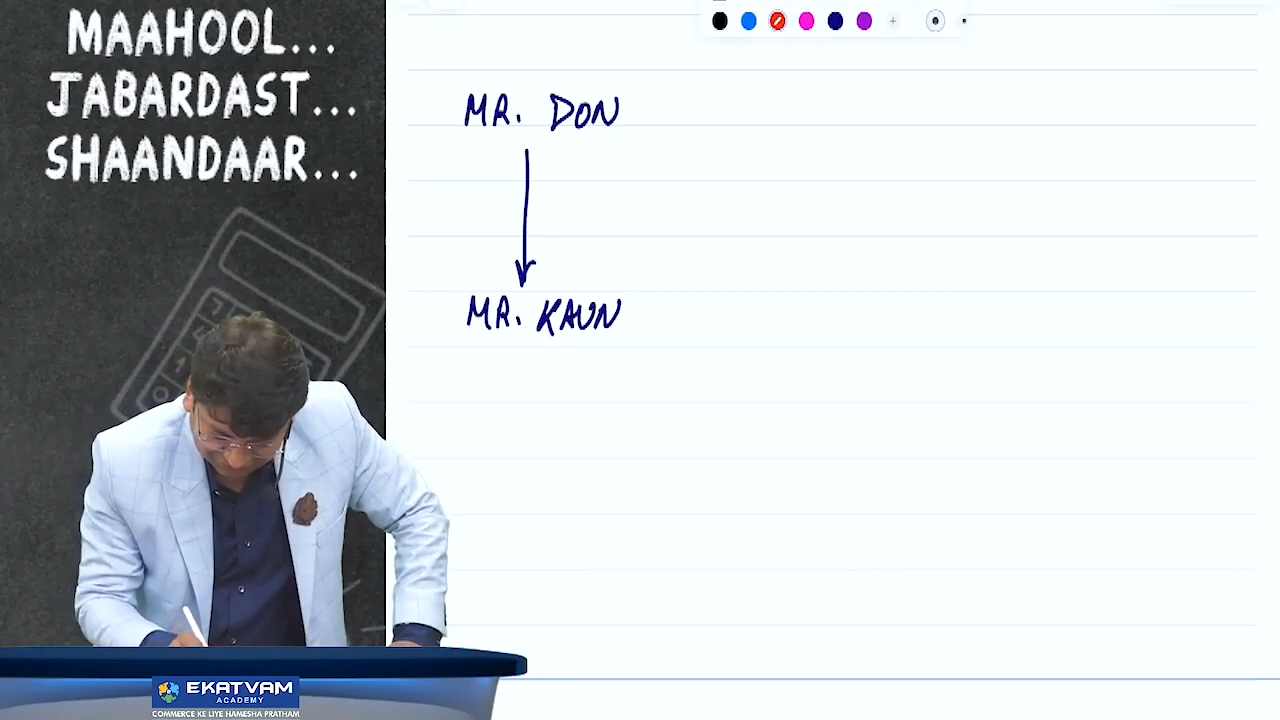 MAAHOOL...
JABARDAST...
SHAANDAAR...
MR. DON
MR. KAUN
EKATVAM
ACADEMY
COMMERCE KE LIYE HAMESHA PRATHAM